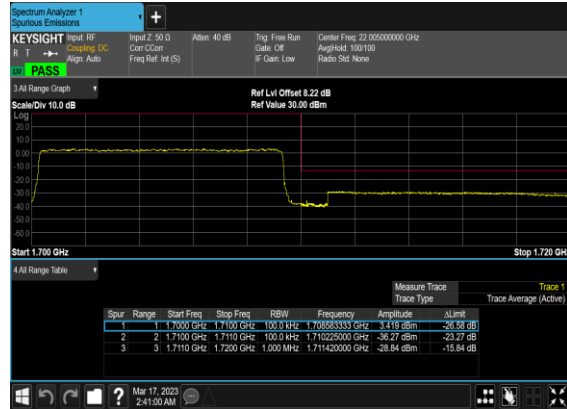 Spectrum Analyzer 1
Spurious Emissions
+
KEYSIGHT Input: RF Input Z: 50 Ω Atten: 40 dB Trig: Free Run Center Freq: 22.005000000 GHz
R T Coupling: DC Corr CCorr Gate: Off Avg|Hold: 100/100
Align: Auto Freq Ref: Int (S) IF Gain: Low Radio Std: None
PASS
3 All Range Graph
Ref Lvl Offset 8.22 dB
Scale/Div 10.0 dB Ref Value 30.00 dBm
Log
20.0
10.0
0.00
-10.0
-20.0
-30.0
-40.0
-50.0
-60.0
Start 1.700 GHz Stop 1.720 GH
4 All Range Table
Measure Trace Trace 1
Trace Type Trace Average (Active)
Spur Range Start Freq Stop Freq RBW Frequency Amplitude ΔLimit
1 1 1.7000 GHz 1.7100 GHz 100.0 kHz 1.708583333 GHz 3.419 dBm -26.58 dB
2 2 1.7100 GHz 1.7110 GHz 100.0 kHz 1.710225000 GHz -36.27 dBm -23.27 dB
3 3 1.7110 GHz 1.7200 GHz 1.000 MHz 1.711420000 GHz -28.84 dBm -15.84 dB
? Mar 17, 2023
2:41:00 AM